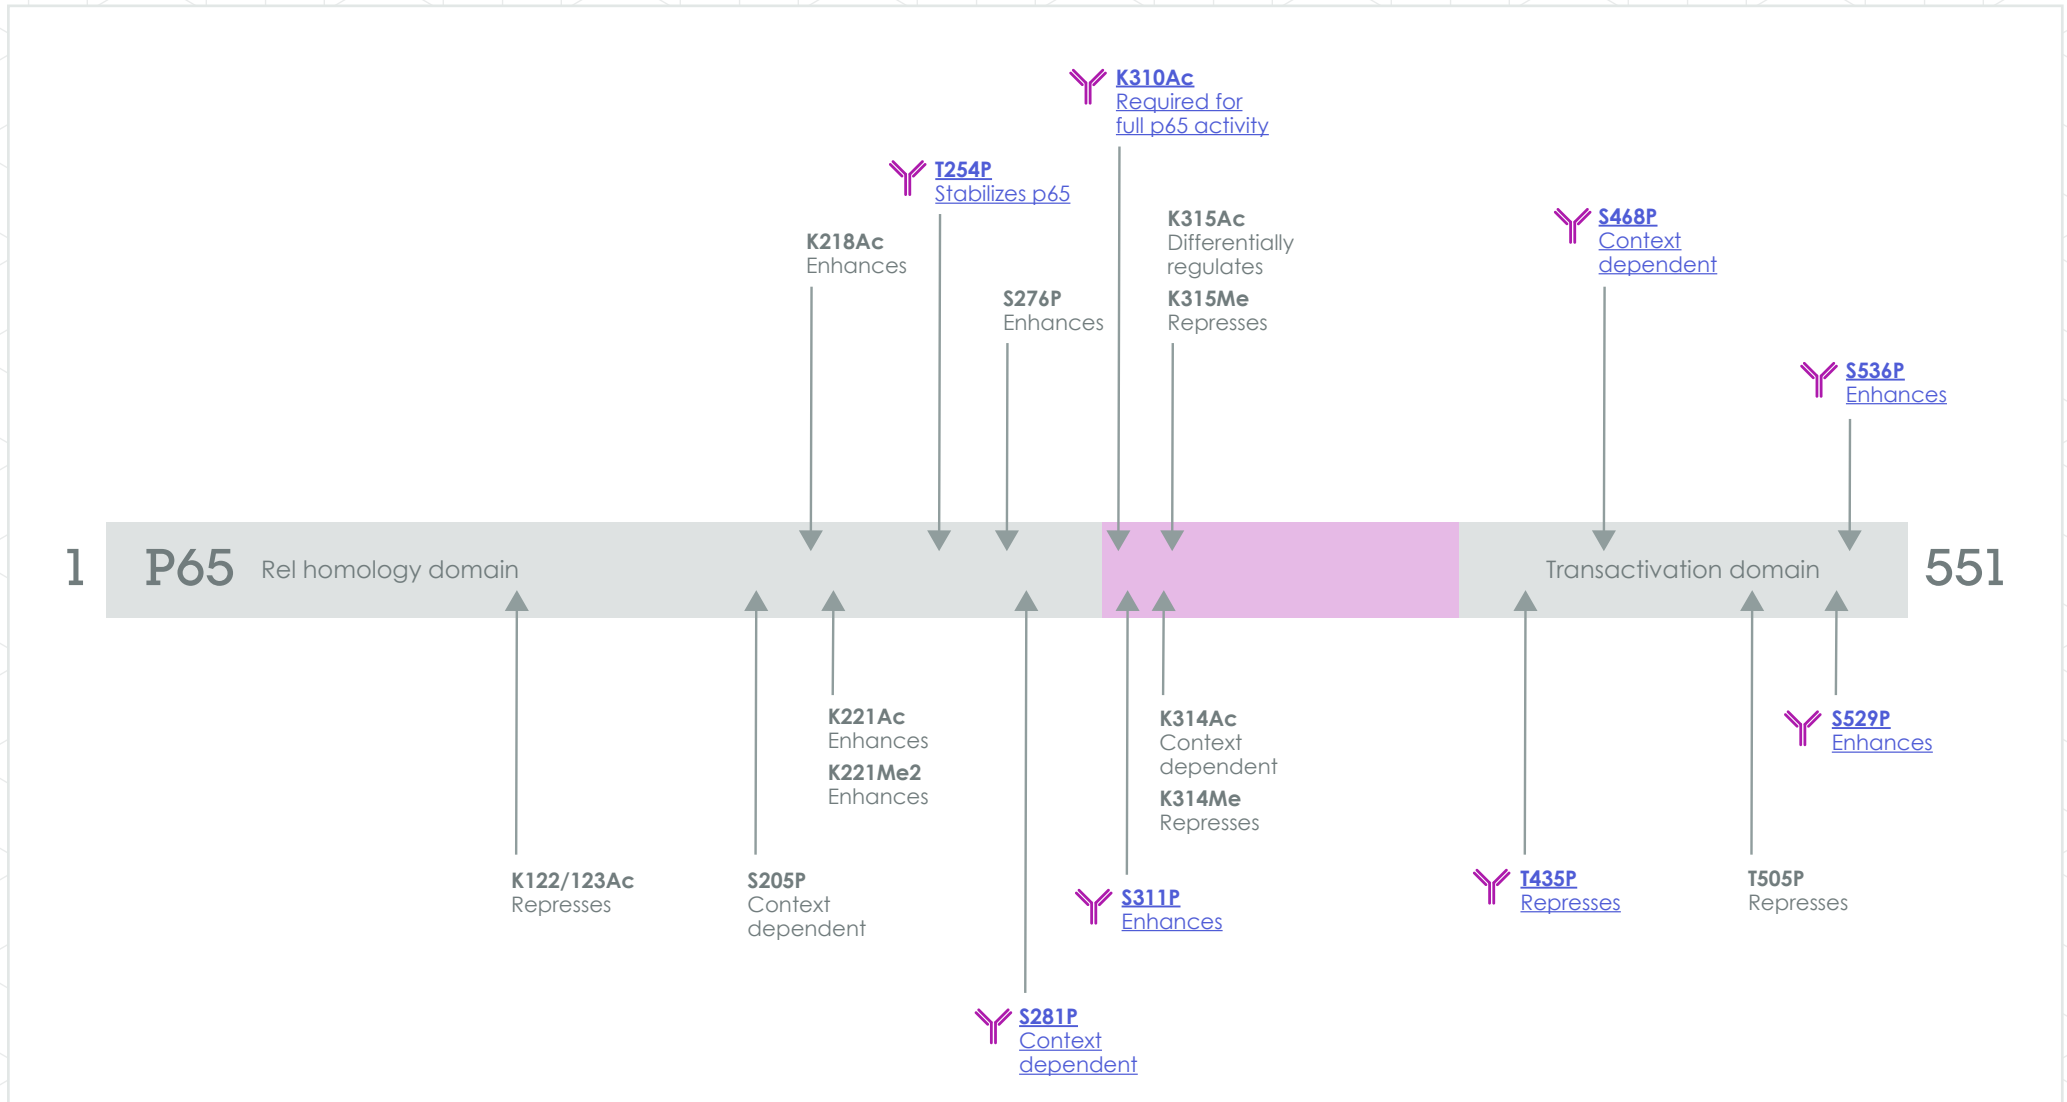 K310Ac
Required for
full p65 activity
T254P
Stabilizes p65
K218Ac
Enhances
S276P
Enhances
K315Ac
Differentially
regulates
K315Me
Represses
S468P
Context
dependent
S536P
Enhances
1
P65 Rel homology domain
Transactivation domain
551
K122/123Ac
Represses
S205P
Context
dependent
K221Ac
Enhances
K221Me2
Enhances
S281P
Context
dependent
S311P
Enhances
K314Ac
Context
dependent
K314Me
Represses
T435P
Represses
T505P
Represses
S529P
Enhances